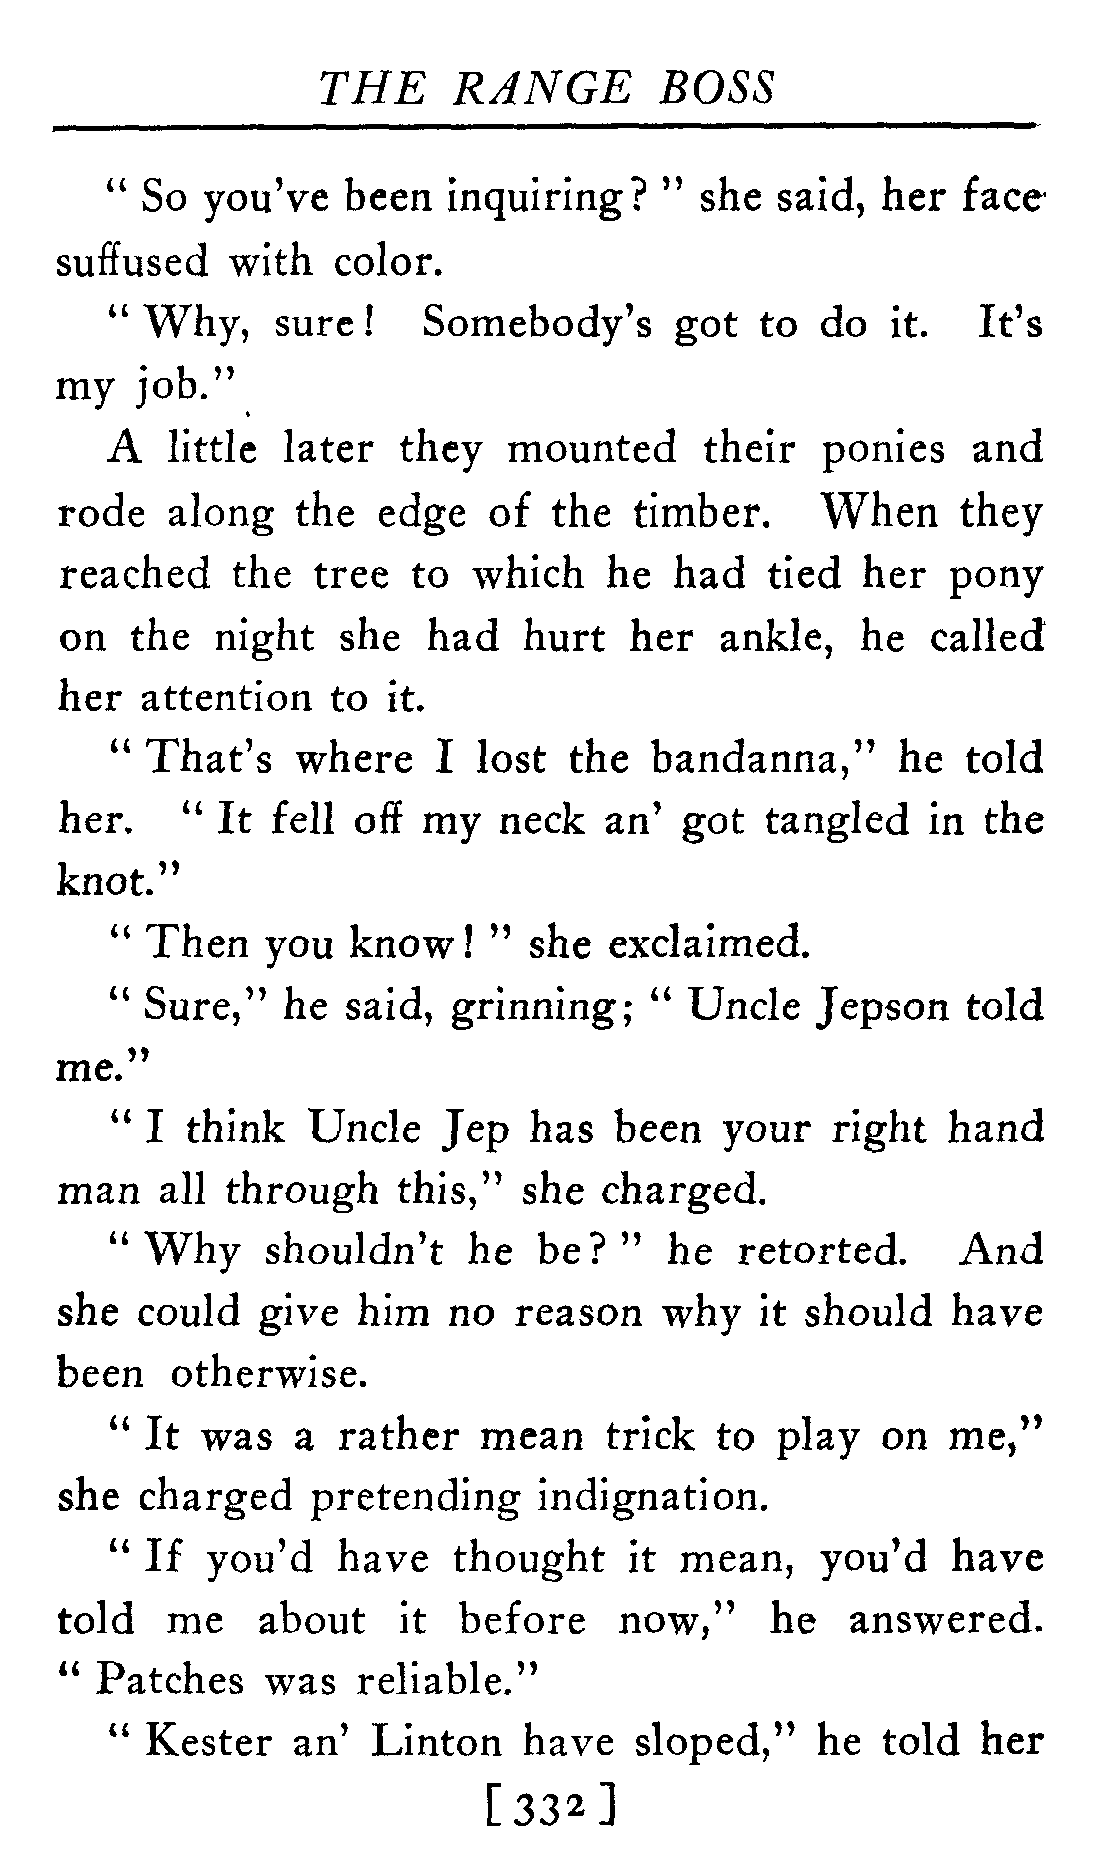 THE RANGE BOSS
“ So you've been inquiring? ” she said, her face
suffused with color.
“ Why, sure! Somebody's got to do it. It's
my job.”
A little later they mounted their ponies and
rode along the edge of the timber. When they
reached the tree to which he had tied her pony
on the night she had hurt her ankle, he called
her attention to it.
“ That's where I lost the bandanna,” he told
her. “ It fell off my neck an' got tangled in the
knot.”
“ Then you know! ” she exclaimed.
“ Sure,” he said, grinning; “ Uncle Jepson told
me.”
“ I think Uncle Jep has been your right hand
man all through this,” she charged.
“ Why shouldn't he be? ” he retorted. And
she could give him no reason why it should have
been otherwise.
“ It was a rather mean trick to play on me,”
she charged pretending indignation.
“ If you'd have thought it mean, you'd have
told me about it before now,” he answered.
“ Patches was reliable.”
“ Kester an' Linton have sloped,” he told her
[ 332 ]